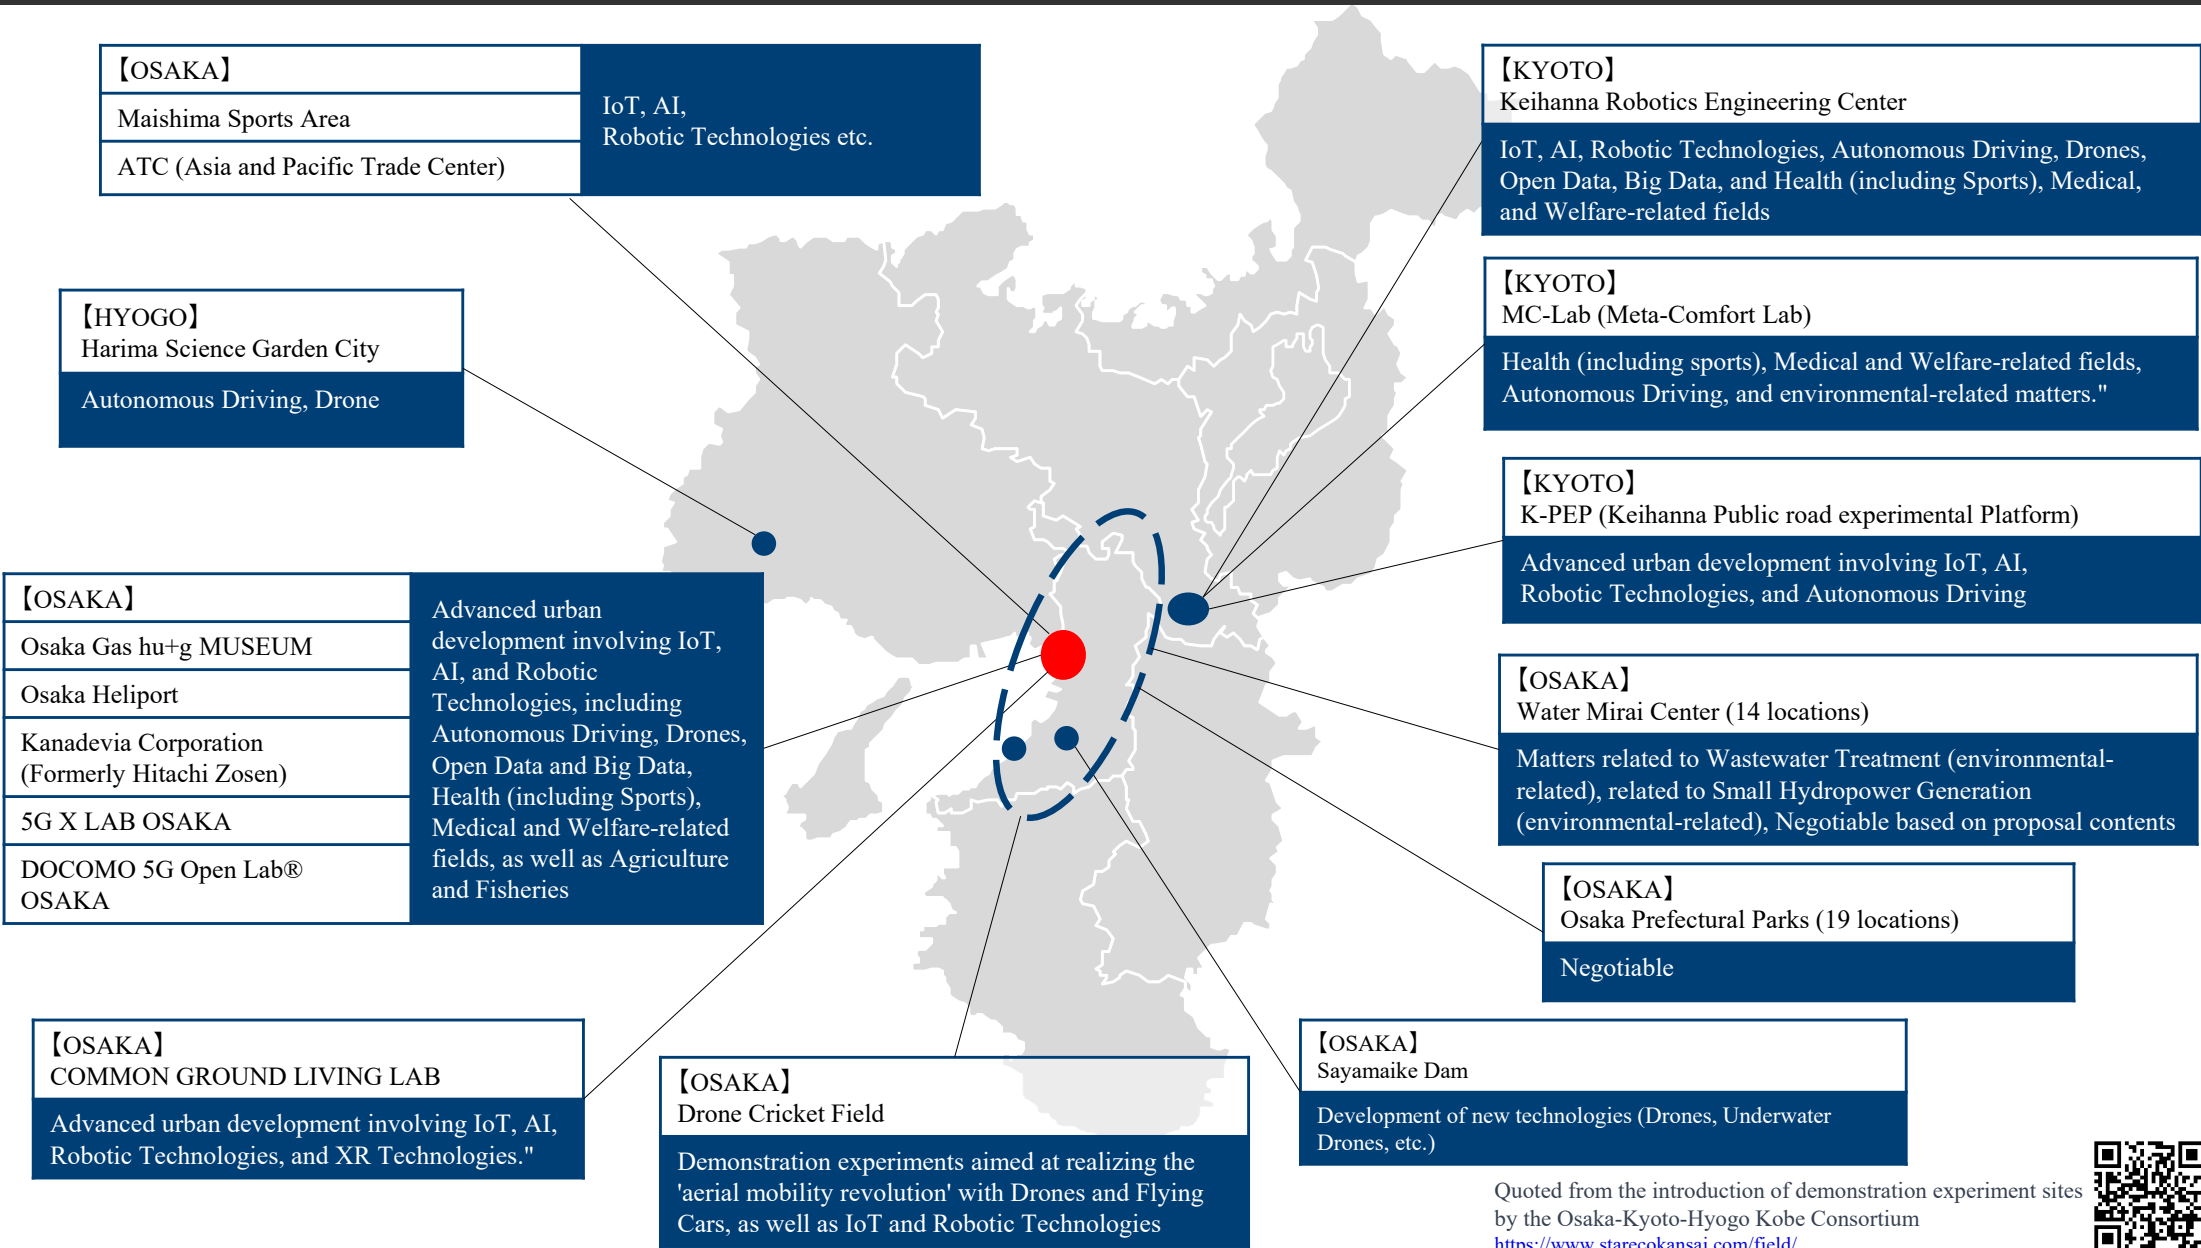 【OSAKA】
Maishima Sports Area
ATC (Asia and Pacific Trade Center)
IoT, AI,
Robotic Technologies etc.
【HYOGO】
Harima Science Garden City
Autonomous Driving, Drone
【OSAKA】
Osaka Gas hu+g MUSEUM
Osaka Heliport
Kanadevia Corporation
(Formerly Hitachi Zosen)
5G X LAB OSAKA
DOCOMO 5G Open Lab®
OSAKA
Advanced urban
development involving IoT,
AI, and Robotic
Technologies, including
Autonomous Driving, Drones,
Open Data and Big Data,
Health (including Sports),
Medical and Welfare-related
fields, as well as Agriculture
and Fisheries
【OSAKA】
COMMON GROUND LIVING LAB
Advanced urban development involving IoT, AI,
Robotic Technologies, and XR Technologies."
【OSAKA】
Drone Cricket Field
Demonstration experiments aimed at realizing the
'aerial mobility revolution' with Drones and Flying
Cars, as well as IoT and Robotic Technologies
【KYOTO】
Keihanna Robotics Engineering Center
IoT, AI, Robotic Technologies, Autonomous Driving, Drones,
Open Data, Big Data, and Health (including Sports), Medical,
and Welfare-related fields
【KYOTO】
MC-Lab (Meta-Comfort Lab)
Health (including sports), Medical and Welfare-related fields,
Autonomous Driving, and environmental-related matters."
【KYOTO】
K-PEP (Keihanna Public road experimental Platform)
Advanced urban development involving IoT, AI,
Robotic Technologies, and Autonomous Driving
【OSAKA】
Water Mirai Center (14 locations)
Matters related to Wastewater Treatment (environmental-
related), related to Small Hydropower Generation
(environmental-related), Negotiable based on proposal contents
【OSAKA】
Osaka Prefectural Parks (19 locations)
Negotiable
【OSAKA】
Sayamaike Dam
Development of new technologies (Drones, Underwater
Drones, etc.)
Quoted from the introduction of demonstration experiment sites
by the Osaka-Kyoto-Hyogo Kobe Consortium
https://www.starecokansai.com/field/